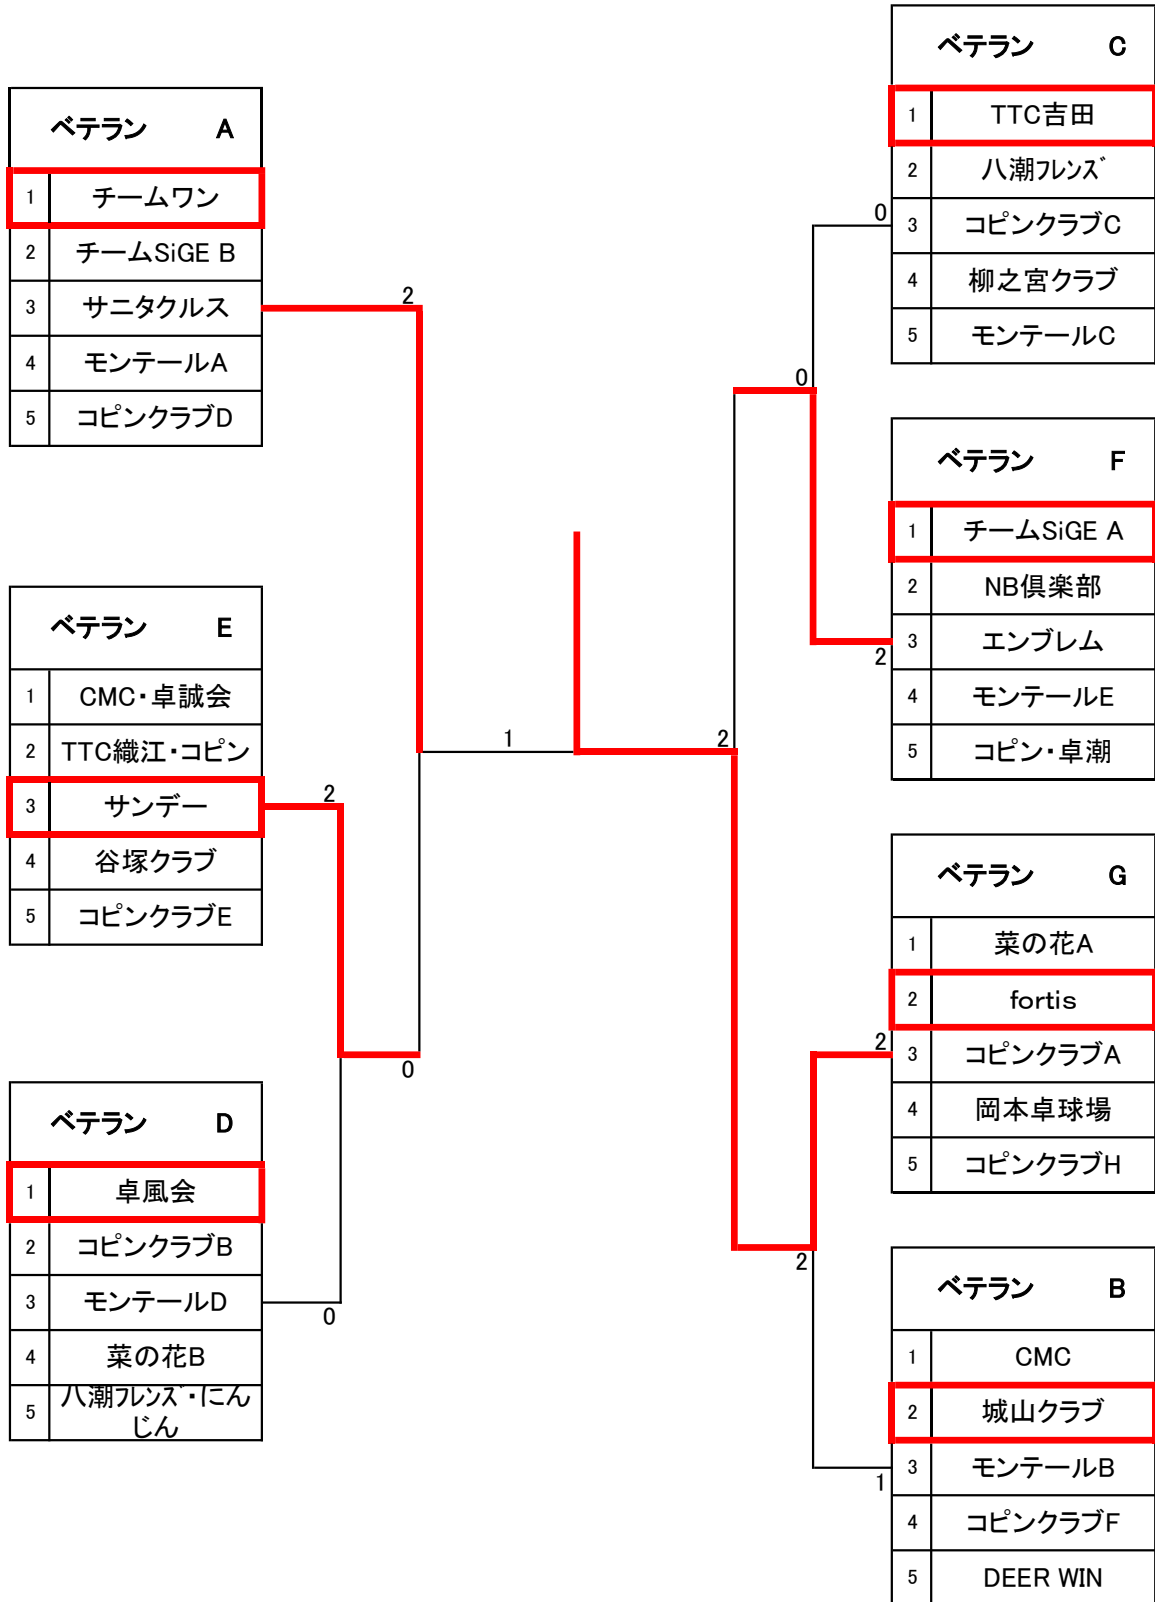 ベテラン A
1 チームワン
2 チームSiGE B
3 サニタクルス
4 モンテールA
5 コピンクラブD
2
ベテラン E
1 CMC・卓誠会
2 TTC織江・コピン
3 サンデー
4 谷塚クラブ
5 コピンクラブE
2
0
ベテラン D
1 卓風会
2 コピンクラブB
3 モンテールD
4 菜の花B
5 八潮ﾌﾚﾝｽﾞ・にん
じん
0
1
2
ベテラン C
1 TTC吉田
2 八潮ﾌﾚﾝｽﾞ
3 コピンクラブC
4 柳之宮クラブ
5 モンテールC
0
0
ベテラン F
1 チームSiGE A
2 NB倶楽部
3 エンブレム
4 モンテールE
5 コピン・卓潮
2
ベテラン G
1 菜の花A
2 fortis
3 コピンクラブA
4 岡本卓球場
5 コピンクラブH
2
2
ベテラン B
1 CMC
2 城山クラブ
3 モンテールB
4 コピンクラブF
5 DEER WIN
1